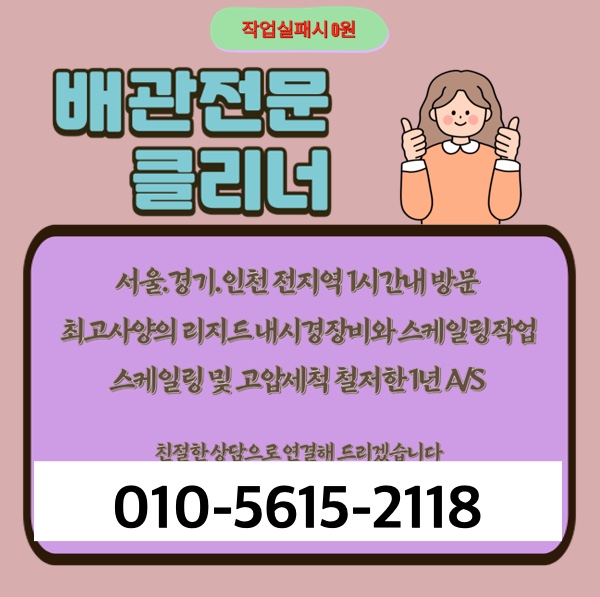 작업실패시 0원
배관전문
클리너
서울.경기.인천 전지역 1시간내 방문
최고사양의 리지드 내시경장비와 스케일링작업
스케일링 및 고압세척 철저한 1년 A/S
친절한 상담으로 연결해 드리겠습니다
010-5615-2118